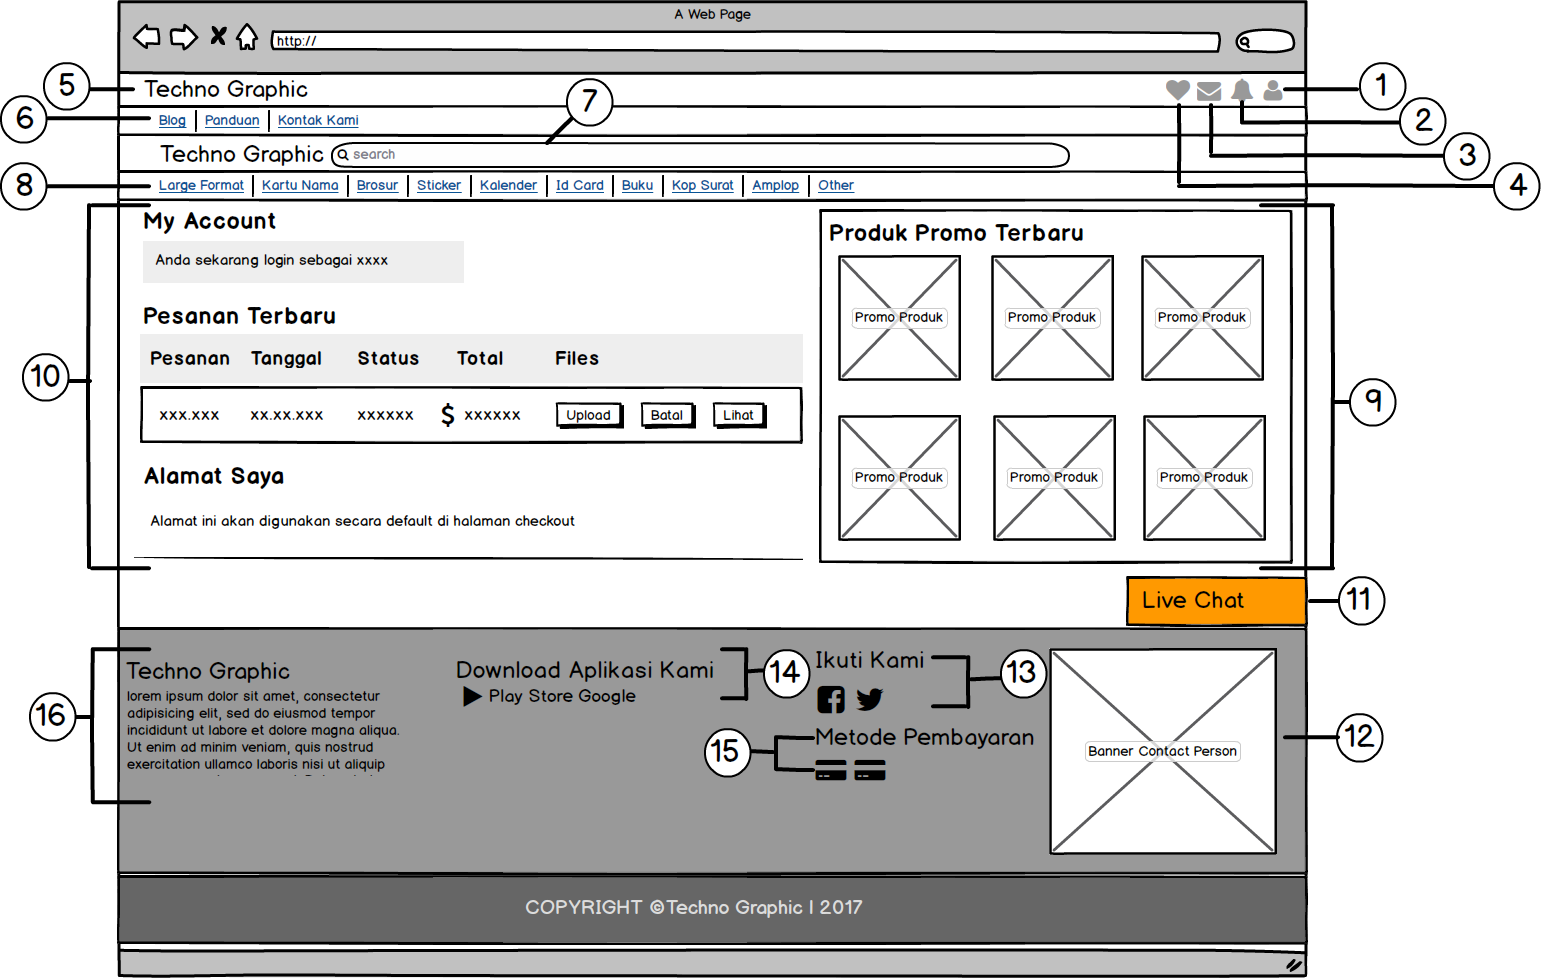 A Web Page
http://
5
Techno Graphic
1
6
Blog
Panduan
Kontak Kami
7
2
Techno Graphic
search
3
8
Large Format
Kartu Nama
Brosur
Sticker
Kalender
Id Card
Buku
Kop Surat
Amplop
Other
4
My Account
Anda sekarang login sebagai xxxx
Pesanan Terbaru
Pesanan Tanggal Status Total Files
xxx.xxx xx.xx.xxx xxxxxx $ xxxxxx Upload Batal Lihat
10
Alamat Saya
Alamat ini akan digunakan secara default di halaman checkout
Produk Promo Terbaru
Promo Produk
Promo Produk
Promo Produk
Promo Produk
Promo Produk
Promo Produk
9
Live Chat
11
16
Techno Graphic
lorem ipsum dolor sit amet, consectetur
adipisicing elit, sed do eiusmod tempor
incididunt ut labore et dolore magna aliqua.
Ut enim ad minim veniam, quis nostrud
exercitation ullamco laboris nisi ut aliquip
Download Aplikasi Kami
Play Store Google
14
Ikuti Kami
13
15
Metode Pembayaran
Banner Contact Person
12
COPYRIGHT ©Techno Graphic | 2017